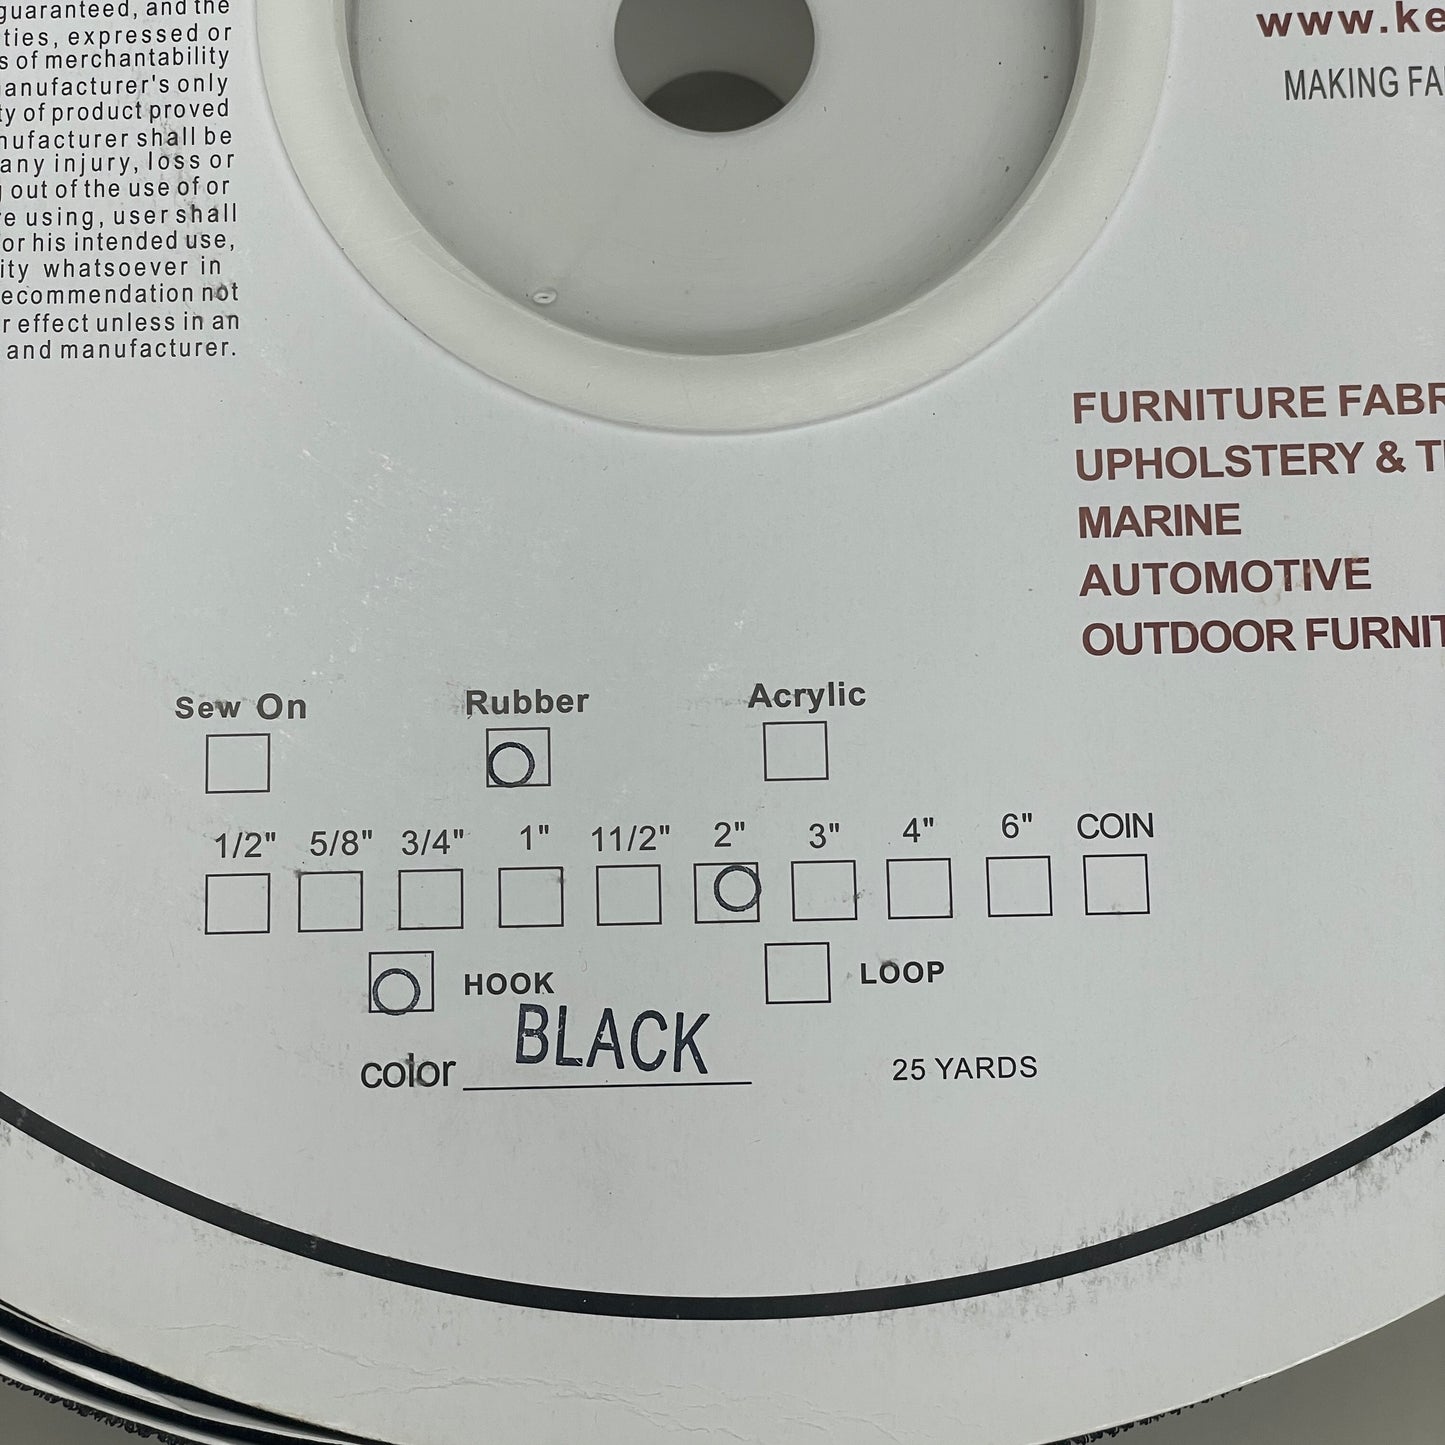 guaranteed, and the
ties, expressed or
s of merchantability
manufacturer's only
ty of product proved
nufacturer shall be
any injury, loss or
g out of the use of or
re using, user shall
or his intended use,
ity whatsoever in
ecommendation not
r effect unless in an
and manufacturer.
www.ke
MAKING FA
FURNITURE FABR
UPHOLSTERY & T
MARINE
AUTOMOTIVE
OUTDOOR FURNIT
Sew On Rubber Acrylic
1/2" 5/8" 3/4" 1" 11/2" 2" 3" 4" 6" COIN
HOOK LOOP
color BLACK 25 YARDS